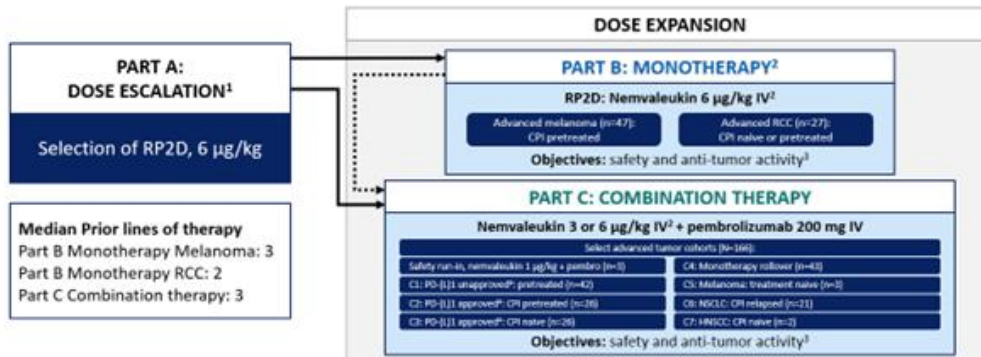 DOSE EXPANSION
PART A:
DOSE ESCALATION¹
Selection of RP2D, 6 µg/kg
Median Prior lines of therapy
Part B Monotherapy Melanoma: 3
Part B Monotherapy RCC: 2
Part C Combination therapy: 3
PART B: MONOTHERAPY²
RP2D: Nemvaleukin 6 µg/kg IV²
Advanced melanoma (n=47):
CPI pretreated
Advanced RCC (n=27):
CPI naive or pretreated
Objectives: safety and anti-tumor activity³
PART C: COMBINATION THERAPY
Nemvaleukin 3 or 6 µg/kg IV² + pembrolizumab 200 mg IV
Select advanced tumor cohorts (N=166):
Safety run-in, nemvaleukin 1 µg/kg + pembro (n=3)
C1: PD-(L)1 unapproved⁴: pretreated (n=42)
C2: PD-(L)1 approved⁴: CPI pretreated (n=26)
C3: PD-(L)1 approved⁴: CPI naive (n=26)
C4: Monotherapy rollover (n=43)
C5: Melanoma: treatment naive (n=3)
C6: NSCLC: CPI relapsed (n=21)
C7: HNSCC: CPI naive (n=2)
Objectives: safety and anti-tumor activity³